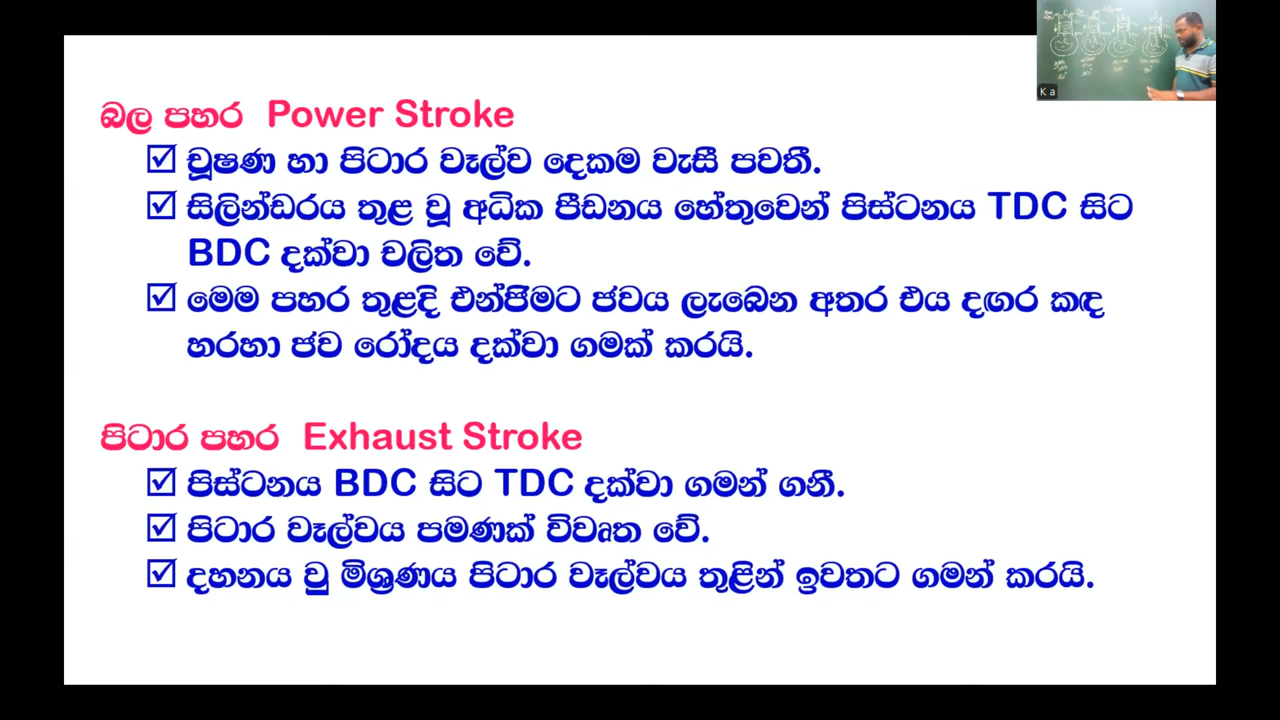 බල පහර Power Stroke
☑ චූෂණ හා පිටාර වෑල්ව දෙකම වැසී පවතී.
☑ සිලින්ඩරය තුළ වූ අධික පීඩනය හේතුවෙන් පිස්ටනය TDC සිට
BDC දක්වා චලිත වේ.
☑ මෙම පහර තුළදි එන්ජිමට ජවය ලැබෙන අතර එය දඟර කඳ
හරහා ජව රෝදය දක්වා ගමක් කරයි.
පිටාර පහර Exhaust Stroke
☑ පිස්ටනය BDC සිට TDC දක්වා ගමන් ගනී.
☑ පිටාර වෑල්වය පමණක් විවෘත වේ.
☑ දහනය වු මිශ්‍රණය පිටාර වෑල්වය තුළින් ඉවතට ගමන් කරයි.
K a